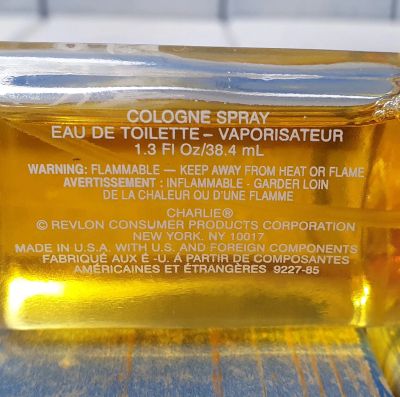 COLOGNE SPRAY
EAU DE TOILETTE – VAPORISATEUR
1.3 Fl Oz/38.4 mL
WARNING: FLAMMABLE — KEEP AWAY FROM HEAT OR FLAME
AVERTISSEMENT : INFLAMMABLE - GARDER LOIN
DE LA CHALEUR OU D'UNE FLAMME
CHARLIE®
© REVLON CONSUMER PRODUCTS CORPORATION
NEW YORK, NY 10017
MADE IN U.S.A. WITH U.S. AND FOREIGN COMPONENTS
FABRIQUÉ AUX É -U. Á PARTIR DE COMPOSANTES
AMÉRICAINES ET ÉTRANGÈRES 9227-85